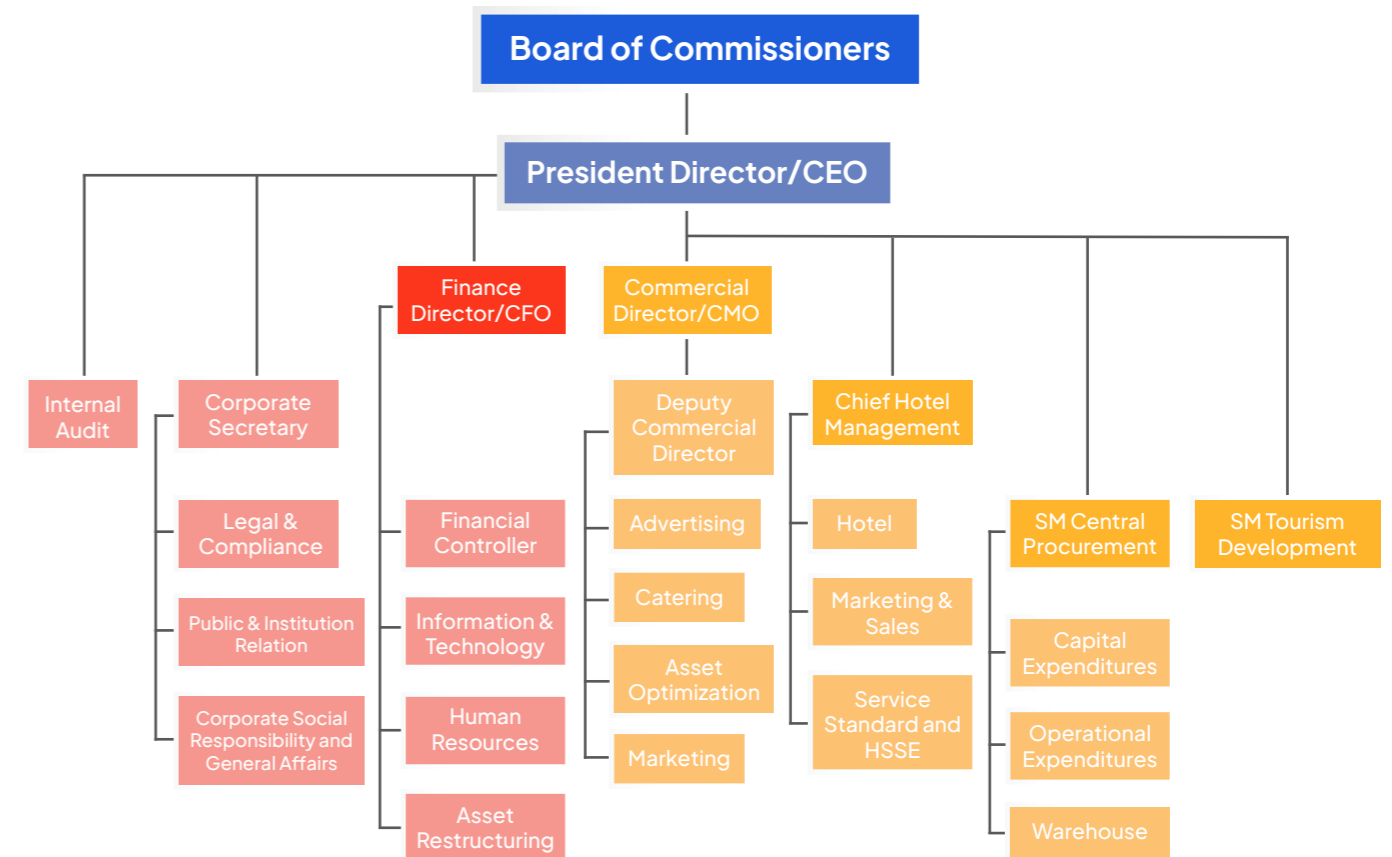 Board of Commissioners
President Director/CEO
Finance
Director/CFO
Commercial
Director/CMO
Internal
Audit
Corporate
Secretary
Deputy
Commercial
Director
Chief Hotel
Management
Legal &
Compliance
Financial
Controller
Advertising
Hotel
SM Central
Procurement
SM Tourism
Development
Public & Institution
Relation
Information &
Technology
Catering
Marketing &
Sales
Capital
Expenditures
Corporate Social
Responsibility and
General Affairs
Human
Resources
Asset
Optimization
Service
Standard and
HSSE
Operational
Expenditures
Marketing
Asset
Restructuring
Warehouse